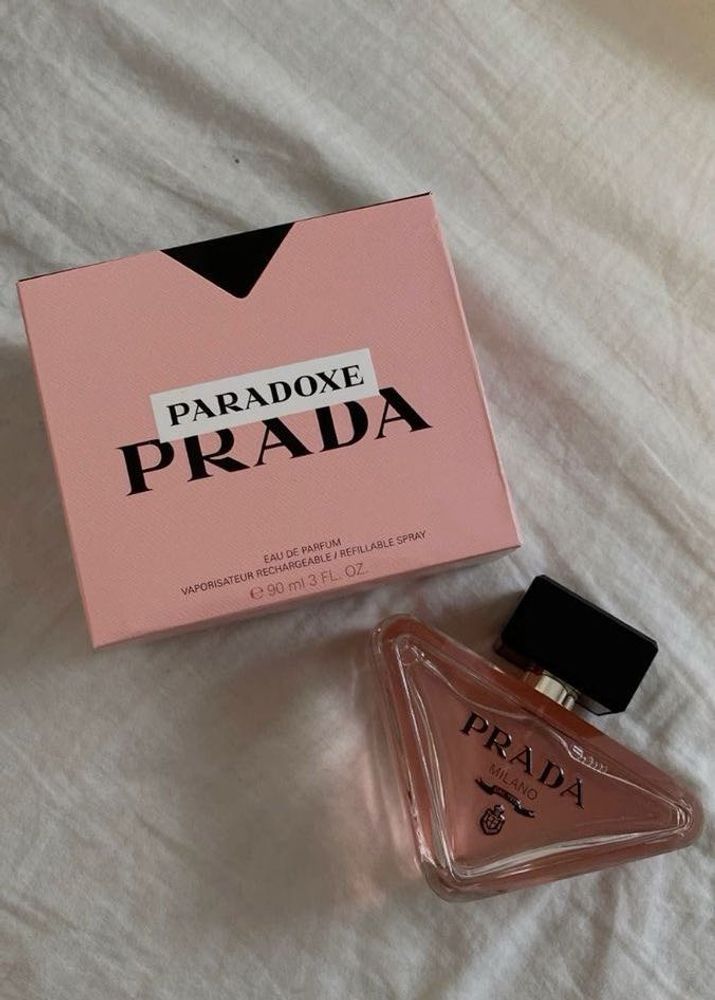 PARADOXE
PRADA
EAU DE PARFUM
VAPORISATEUR RECHARGEABLE / REFILLABLE SPRAY
℮ 90 ml 3 FL. OZ.
PRADA
MILANO